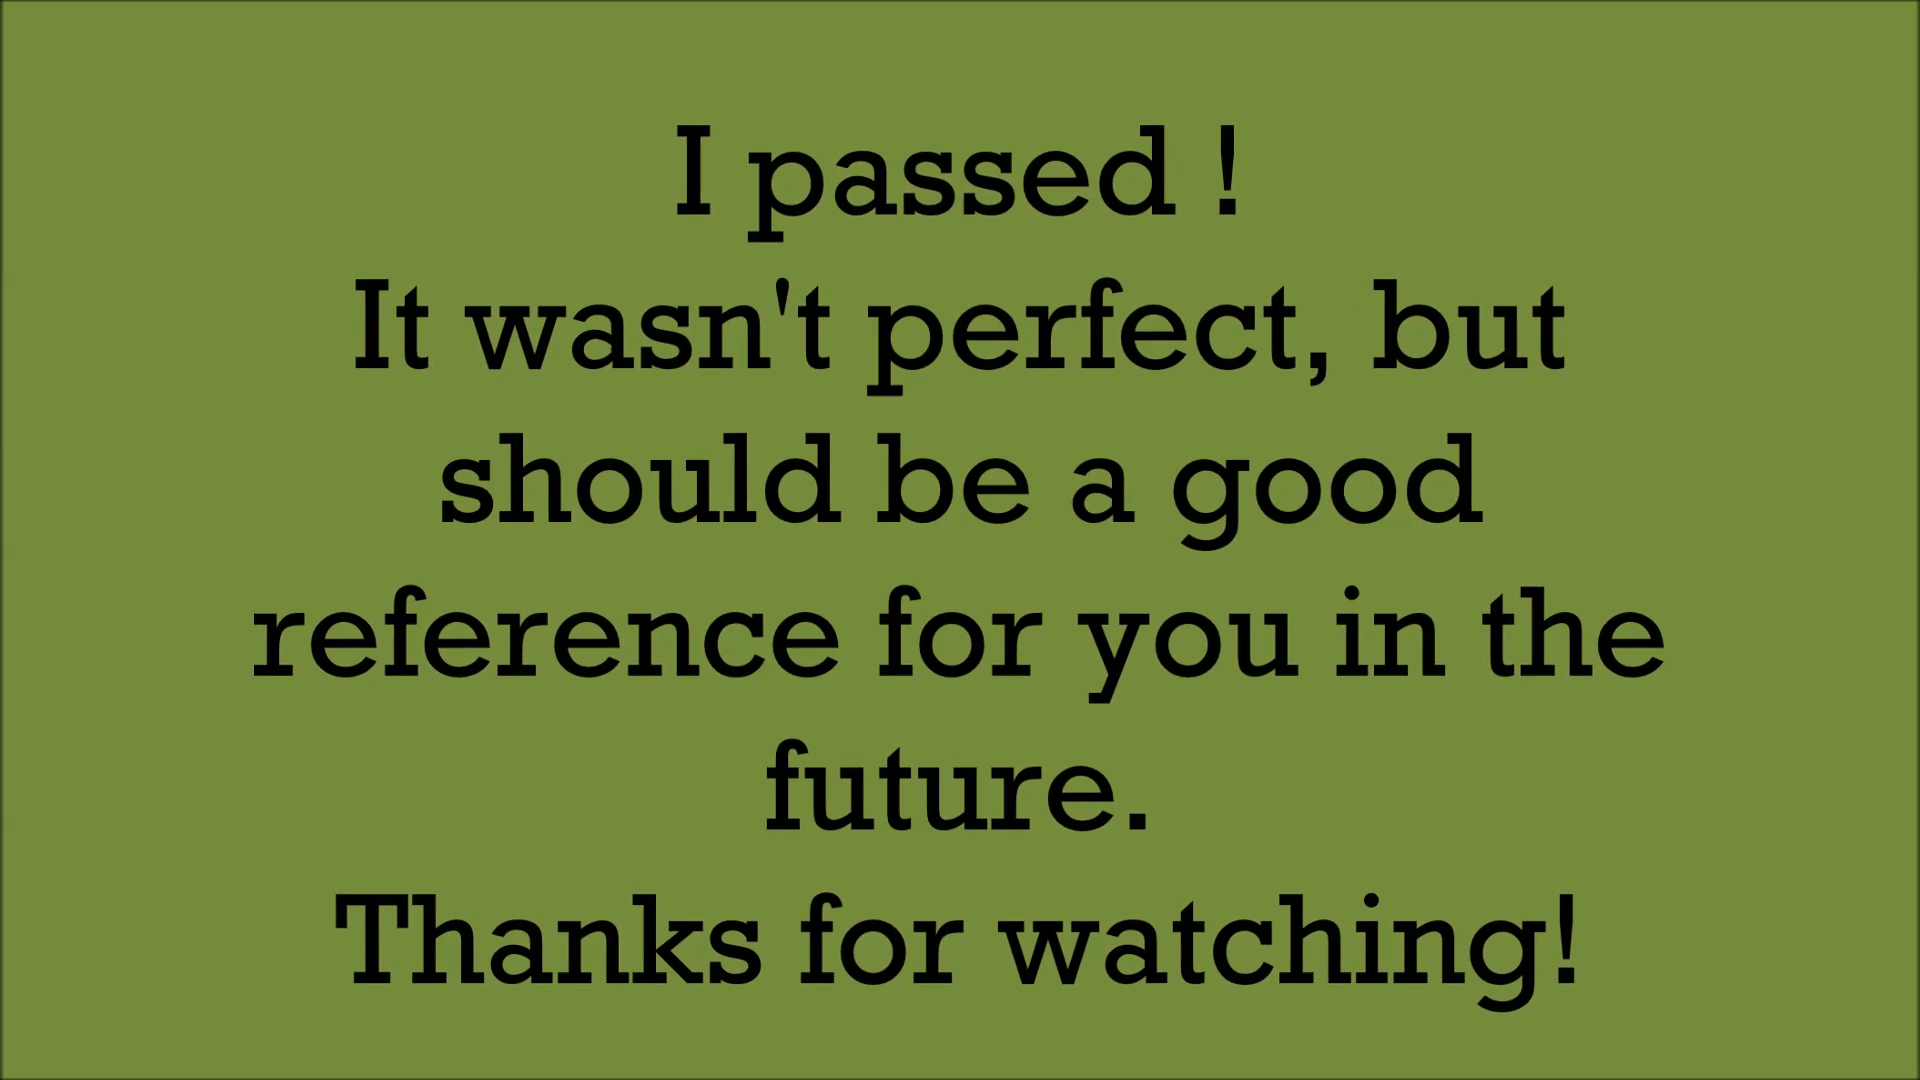 I passed !
It wasn't perfect, but
should be a good
reference for you in the
future.
Thanks for watching!